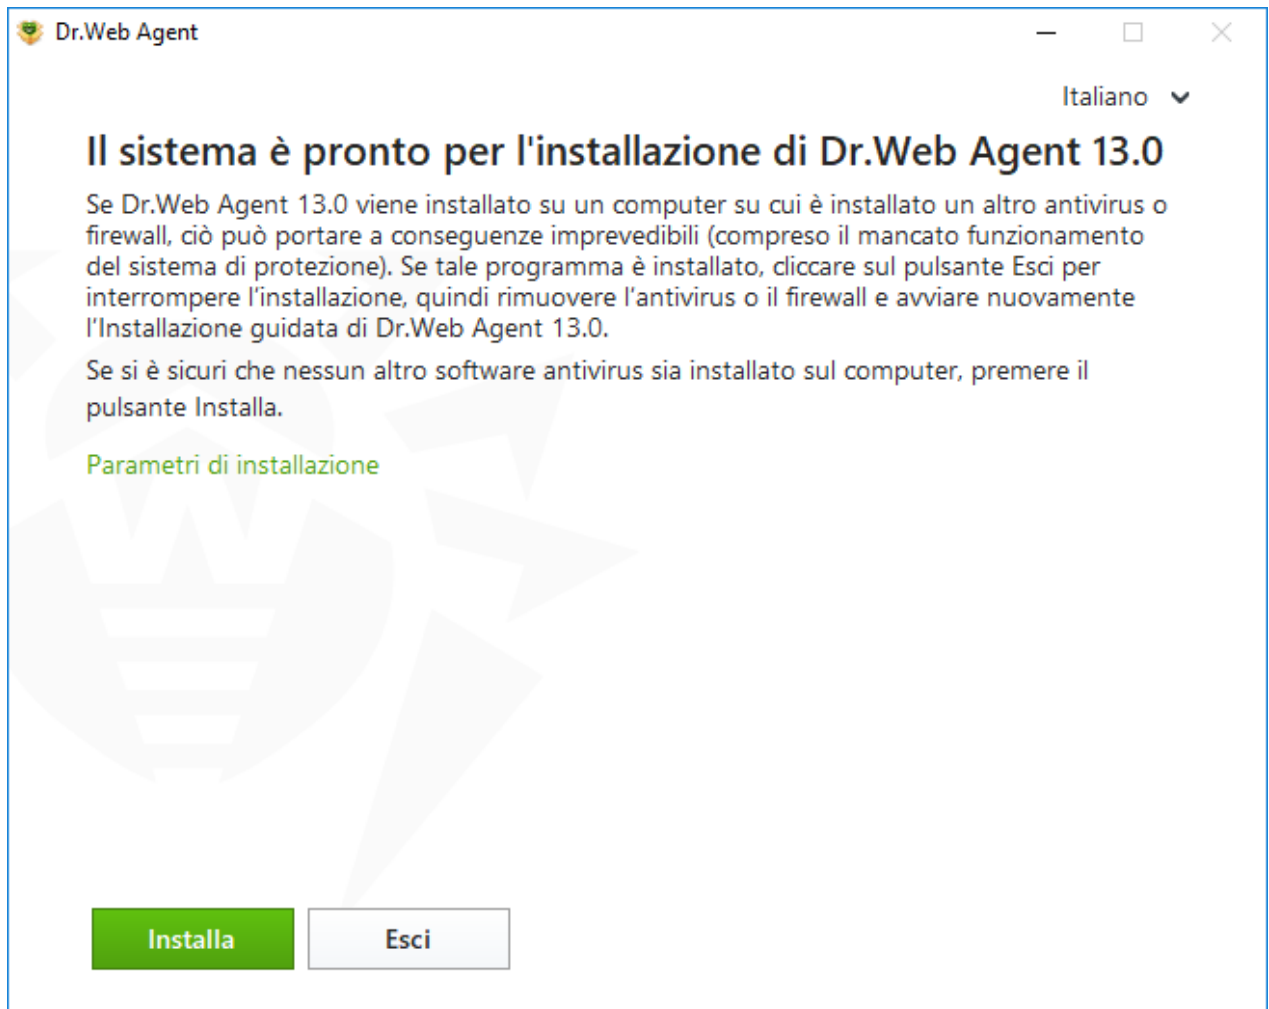 Dr.Web Agent
Italiano
Il sistema è pronto per l'installazione di Dr.Web Agent 13.0
Se Dr.Web Agent 13.0 viene installato su un computer su cui è installato un altro antivirus o
firewall, ciò può portare a conseguenze imprevedibili (compreso il mancato funzionamento
del sistema di protezione). Se tale programma è installato, cliccare sul pulsante Esci per
interrompere l’installazione, quindi rimuovere l’antivirus o il firewall e avviare nuovamente
l’Installazione guidata di Dr.Web Agent 13.0.
Se si è sicuri che nessun altro software antivirus sia installato sul computer, premere il
pulsante Installa.
Parametri di installazione
Installa
Esci